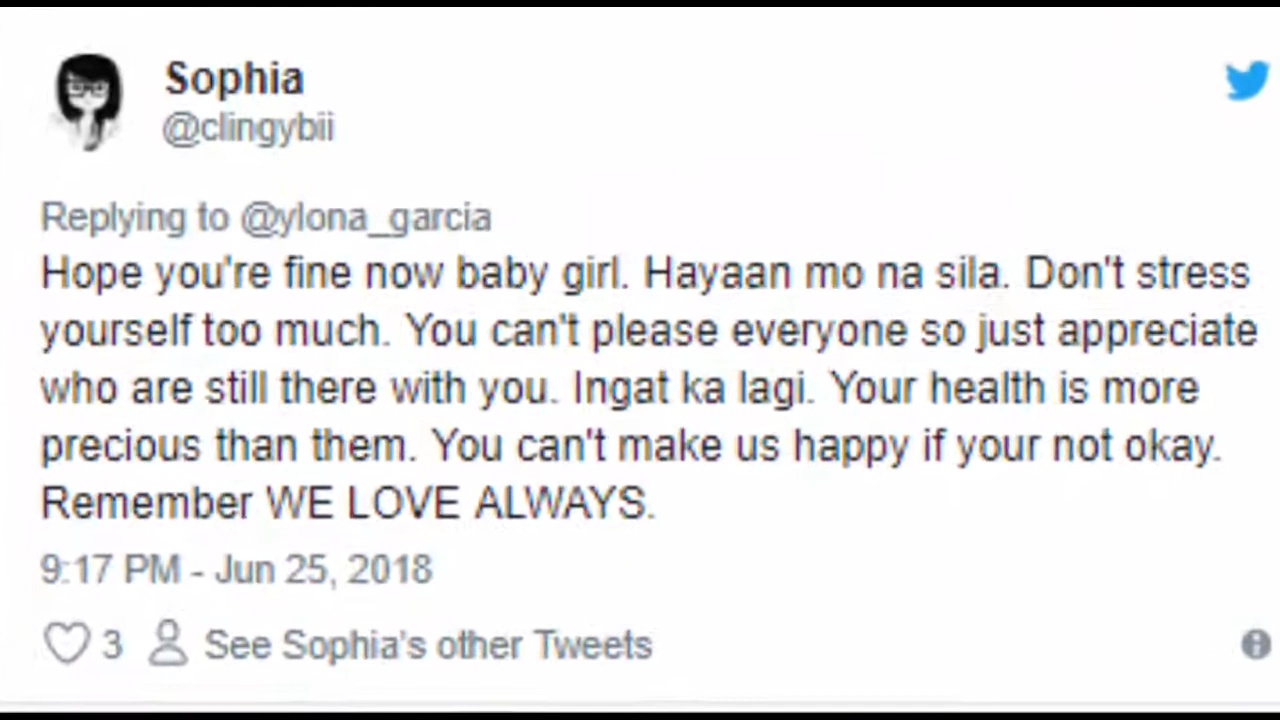 Sophia
@clingybii
Replying to @ylona_garcia
Hope you're fine now baby girl. Hayaan mo na sila. Don't stress
yourself too much. You can't please everyone so just appreciate
who are still there with you. Ingat ka lagi. Your health is more
precious than them. You can't make us happy if your not okay.
Remember WE LOVE ALWAYS.
9:17 PM - Jun 25, 2018
3 See Sophia's other Tweets